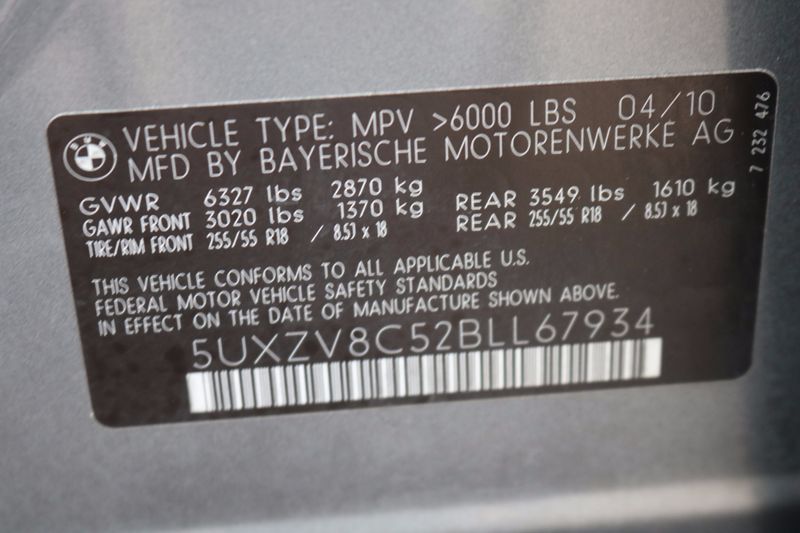 BMW
VEHICLE TYPE: MPV >6000 LBS 04/10
MFD BY BAYERISCHE MOTORENWERKE AG
GVWR 6327 lbs 2870 kg
GAWR FRONT 3020 lbs 1370 kg REAR 3549 lbs 1610 kg
TIRE/RIM FRONT 255/55 R18 / 8.5J x 18 REAR 255/55 R18 / 8.5J x 18
THIS VEHICLE CONFORMS TO ALL APPLICABLE U.S.
FEDERAL MOTOR VEHICLE SAFETY STANDARDS
IN EFFECT ON THE DATE OF MANUFACTURE SHOWN ABOVE.
5UXZV8C52BLL67934
7 232 476